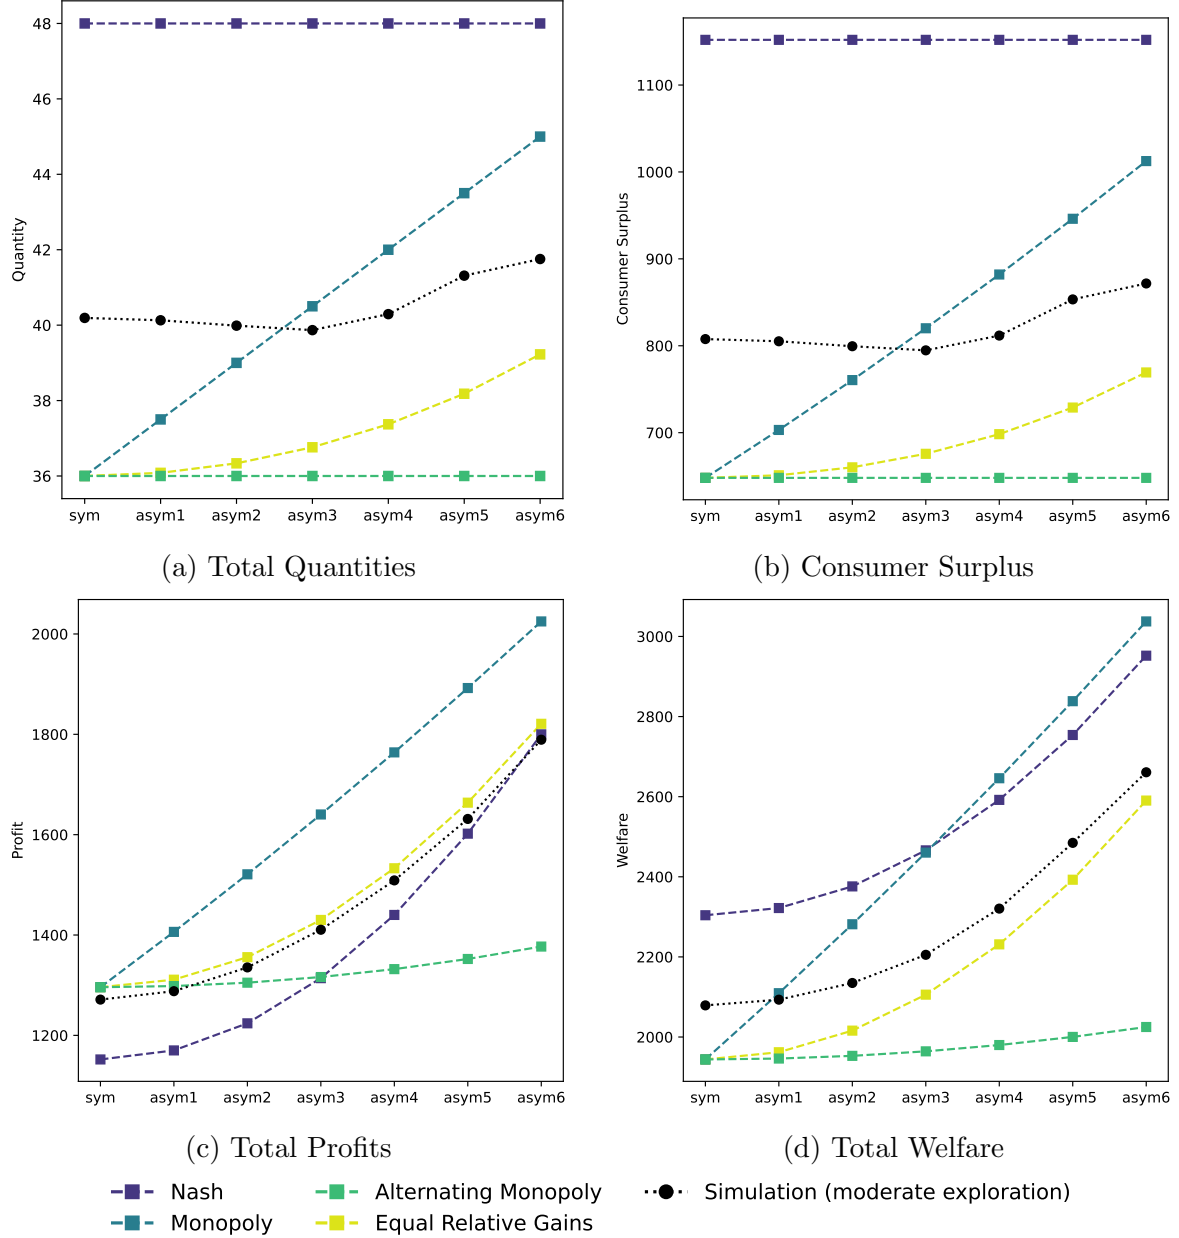 48
46
44
42
40
38
36
Quantity
sym asym1 asym2 asym3 asym4 asym5 asym6
(a) Total Quantities
1100
1000
900
800
700
Consumer Surplus
sym asym1 asym2 asym3 asym4 asym5 asym6
(b) Consumer Surplus
2000
1800
1600
1400
1200
Profit
sym asym1 asym2 asym3 asym4 asym5 asym6
(c) Total Profits
3000
2800
2600
2400
2200
2000
Welfare
sym asym1 asym2 asym3 asym4 asym5 asym6
(d) Total Welfare
Nash
Monopoly
Alternating Monopoly
Equal Relative Gains
Simulation (moderate exploration)